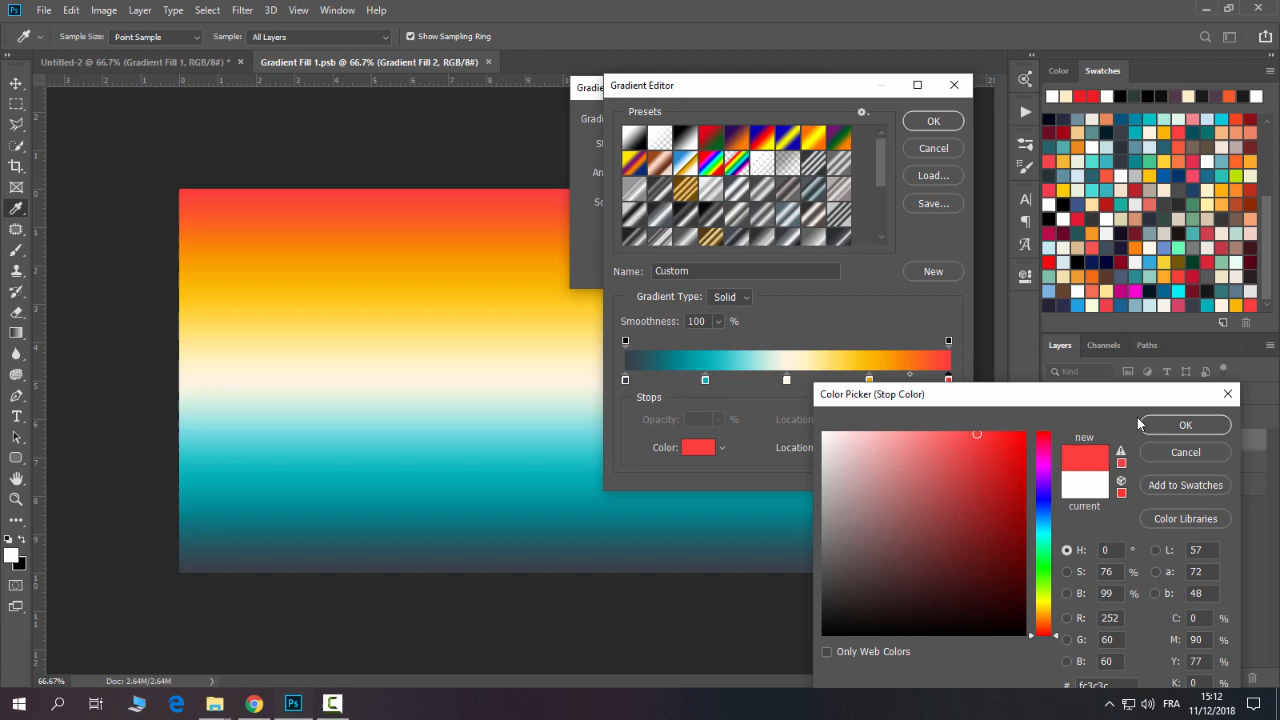 Ps File Edit Image Layer Type Select Filter 3D View Window Help
Sample Size: Point Sample Sample: All Layers Show Sampling Ring
Untitled-2 @ 66.7% (Gradient Fill 1, RGB/8#) * Gradient Fill 1.psb @ 66.7% (Gradient Fill 2, RGB/8#)
Color Swatches
Gradient Editor
Presets
OK
Cancel
Load...
Save...
Name: Custom New
Gradient Type: Solid
Smoothness: 100 %
Stops
Opacity: % Location
Color: Location
Layers Channels Paths
Kind
Color Picker (Stop Color)
new
current
OK
Cancel
Add to Swatches
Color Libraries
H: 0 ° L: 57
S: 76 % a: 72
B: 99 % b: 48
R: 252 C: 0 %
G: 60 M: 90 %
B: 60 Y: 77 %
# fc3c3c K: 0 %
Only Web Colors
66.67% Doc: 2.64M/2.64M
FRA
15:12
11/12/2018